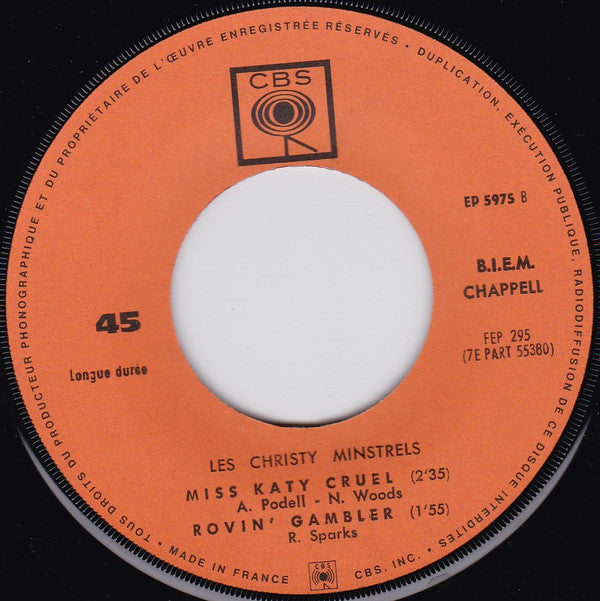 TOUS DROITS DU PRODUCTEUR PHONOGRAPHIQUE ET DU PROPRIÉTAIRE DE L'ŒUVRE ENREGISTRÉE RÉSERVÉS • DUPLICATION, EXÉCUTION PUBLIQUE, RADIODIFFUSION DE CE DISQUE INTERDITES •
CBS
EP 5975 B
B.I.E.M.
CHAPPELL
45
FEP 295
(7E PART 55380)
Longue durée
LES CHRISTY MINSTRELS
MISS KATY CRUEL (2'35)
A. Podell - N. Woods
ROVIN' GAMBLER (1'55)
R. Sparks
• MADE IN FRANCE
CBS
CBS. INC. •